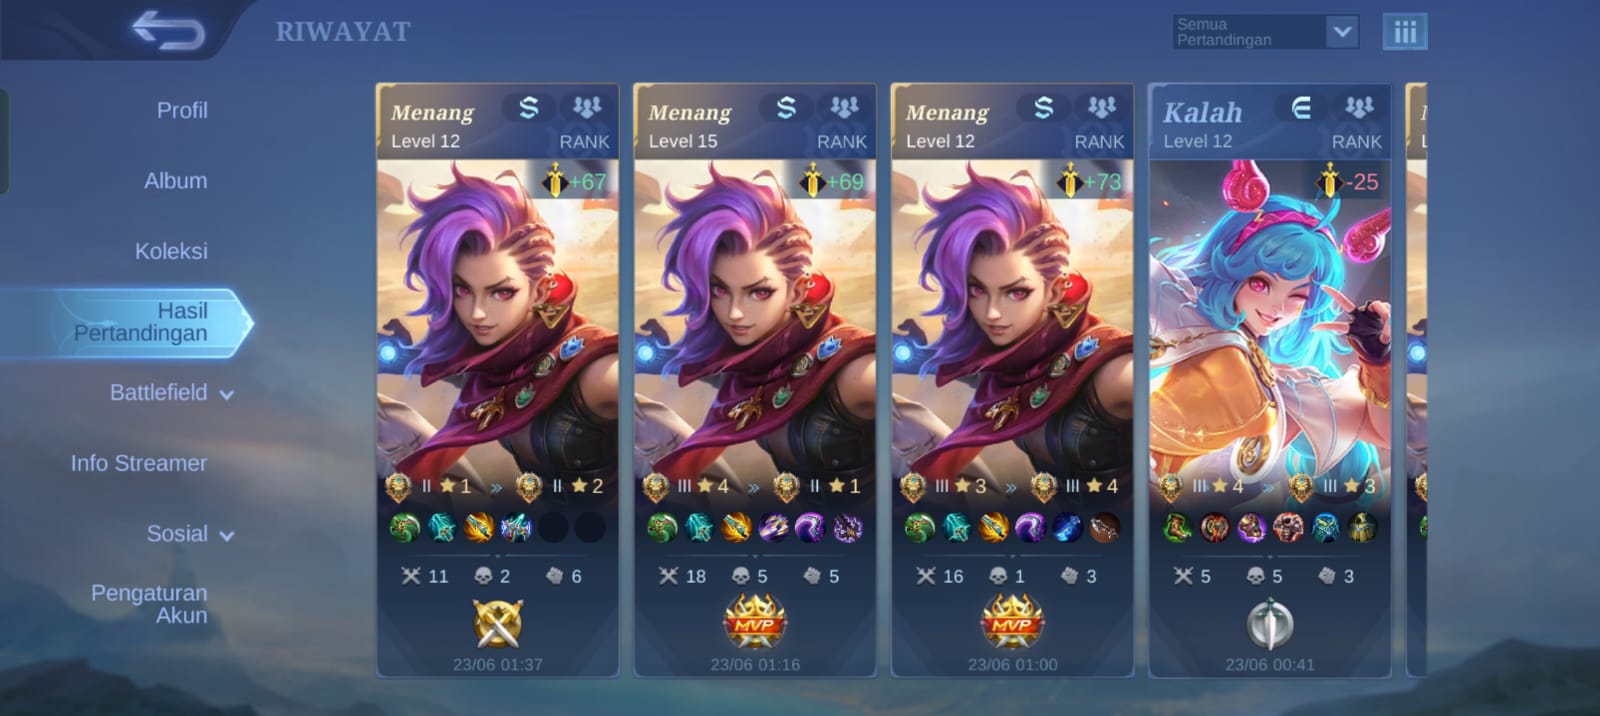 RIWAYAT
Semua
Pertandingan
Profil
Album
Koleksi
Hasil
Pertandingan
Battlefield
Info Streamer
Sosial
Pengaturan
Akun
Menang
Level 12
RANK
+67
II 1 » II 2
11 2 6
23/06 01:37
Menang
Level 15
RANK
+69
III 4 » II 1
18 5 5
MVP
23/06 01:16
Menang
Level 12
RANK
+73
III 3 » III 4
16 1 3
MVP
23/06 01:00
Kalah
Level 12
RANK
-25
III 4 » III 3
5 5 3
23/06 00:41